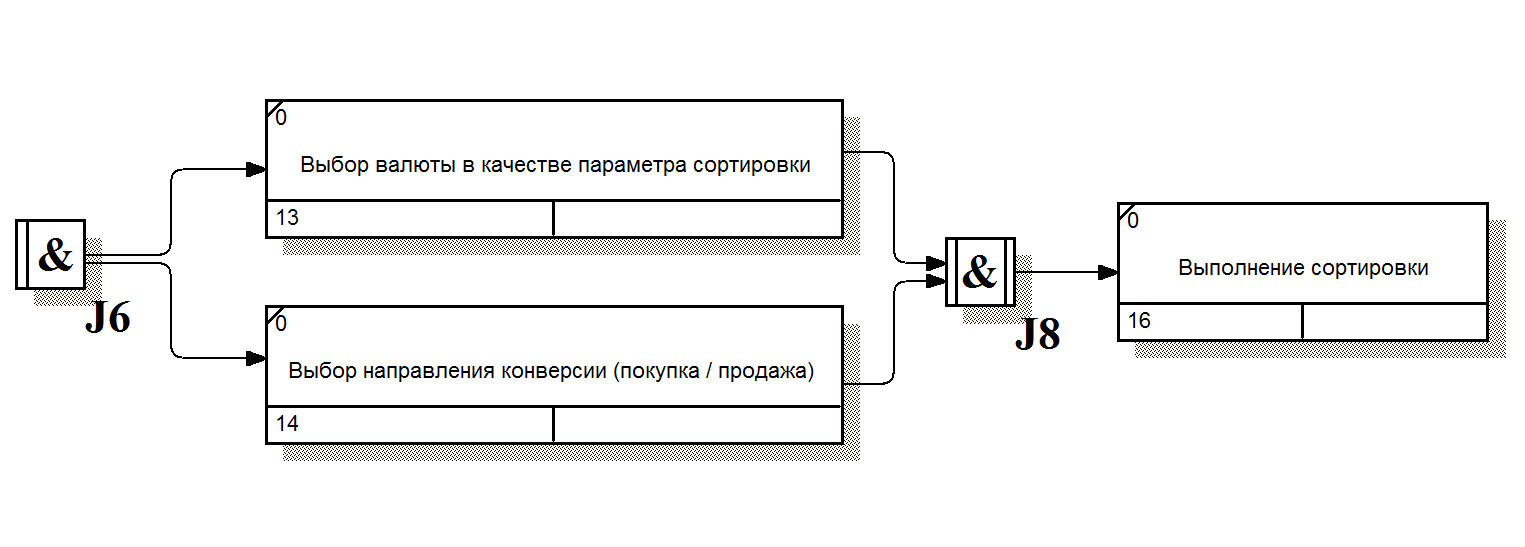 0
Выбор валюты в качестве параметра сортировки
13
&
J6
0
Выбор направления конверсии (покупка / продажа)
14
&
J8
0
Выполнение сортировки
16